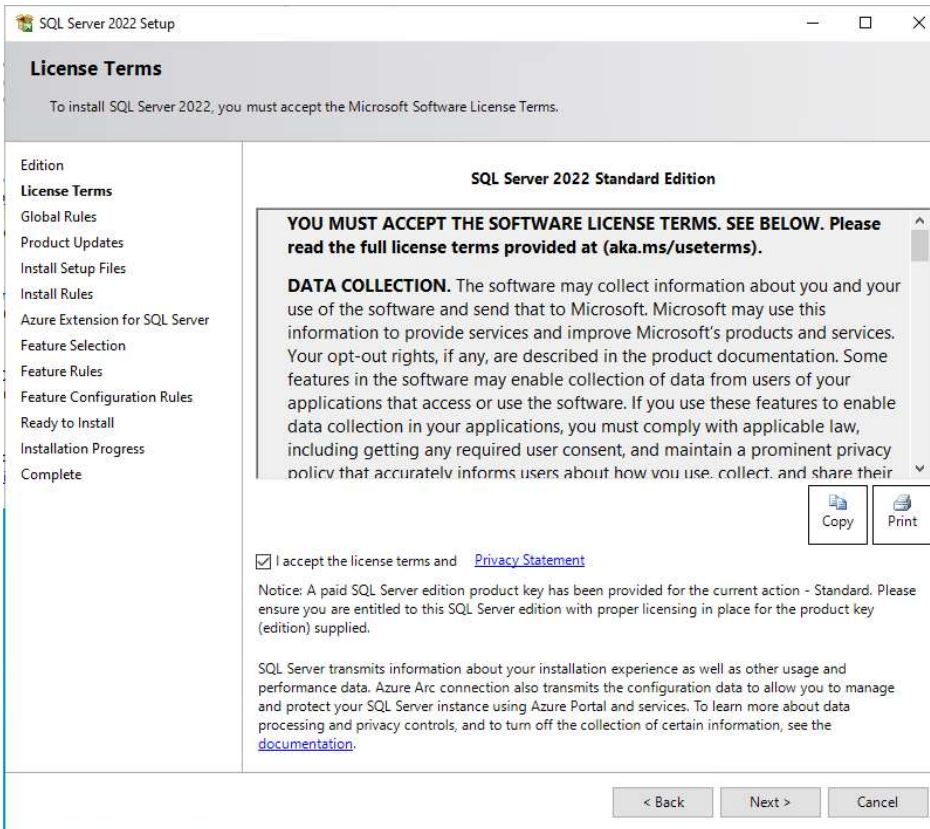 SQL Server 2022 Setup
License Terms
To install SQL Server 2022, you must accept the Microsoft Software License Terms.
Edition
License Terms
Global Rules
Product Updates
Install Setup Files
Install Rules
Azure Extension for SQL Server
Feature Selection
Feature Rules
Feature Configuration Rules
Ready to Install
Installation Progress
Complete
SQL Server 2022 Standard Edition
YOU MUST ACCEPT THE SOFTWARE LICENSE TERMS. SEE BELOW. Please
read the full license terms provided at (aka.ms/useterms).
DATA COLLECTION. The software may collect information about you and your
use of the software and send that to Microsoft. Microsoft may use this
information to provide services and improve Microsoft's products and services.
Your opt-out rights, if any, are described in the product documentation. Some
features in the software may enable collection of data from users of your
applications that access or use the software. If you use these features to enable
data collection in your applications, you must comply with applicable law,
including getting any required user consent, and maintain a prominent privacy
policy that accurately informs users about how you use, collect, and share their
Copy
Print
I accept the license terms and Privacy Statement
Notice: A paid SQL Server edition product key has been provided for the current action - Standard. Please
ensure you are entitled to this SQL Server edition with proper licensing in place for the product key
(edition) supplied.
SQL Server transmits information about your installation experience as well as other usage and
performance data. Azure Arc connection also transmits the configuration data to allow you to manage
and protect your SQL Server instance using Azure Portal and services. To learn more about data
processing and privacy controls, and to turn off the collection of certain information, see the
documentation.
< Back
Next >
Cancel